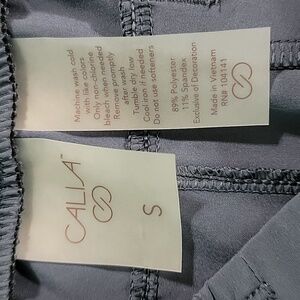 Machine wash cold
with like colors
Only non-chlorine
bleach when needed
Remove promptly
after wash
Tumble dry low
Cool iron if needed
Do not use softeners
89% Polyester
11% Spandex
Exclusive of Decoration
Made in Vietnam
RN# 104141
CALIA™
S